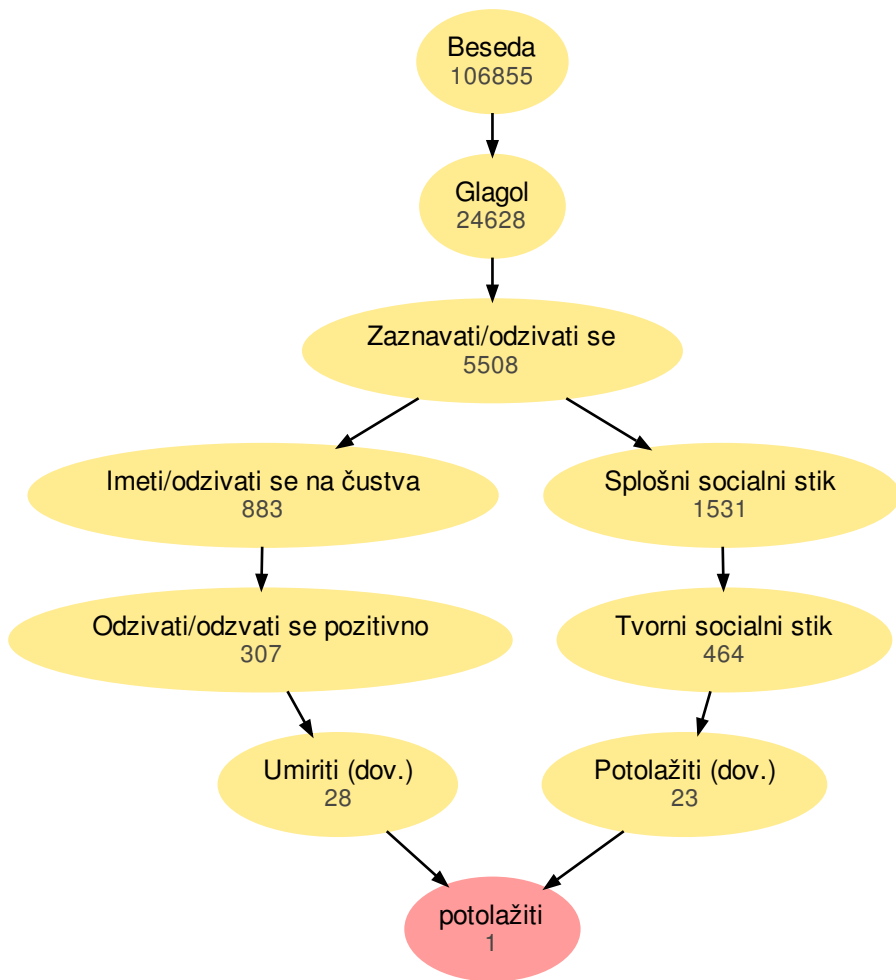 Beseda
106855
Glagol
24628
Zaznavati/odzivati se
5508
Imeti/odzivati se na čustva
883
Splošni socialni stik
1531
Odzivati/odzvati se pozitivno
307
Tvorni socialni stik
464
Umiriti (dov.)
28
Potolažiti (dov.)
23
potolažiti
1